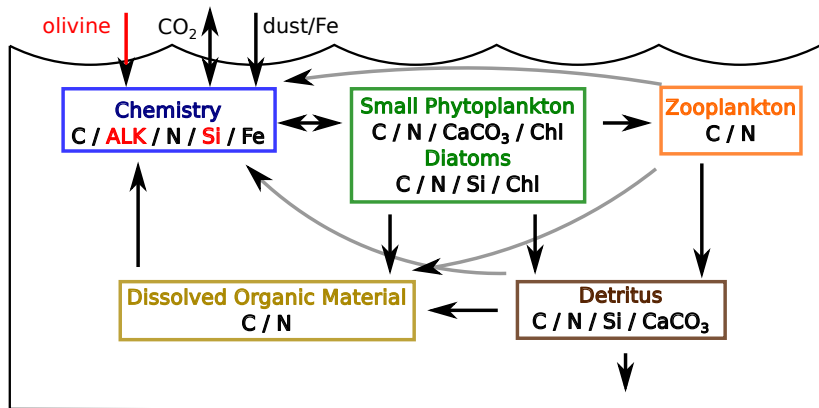 olivine
CO₂
dust/Fe
Chemistry
C / ALK / N / Si / Fe
Small Phytoplankton
C / N / CaCO₃ / Chl
Diatoms
C / N / Si / Chl
Zooplankton
C / N
Dissolved Organic Material
C / N
Detritus
C / N / Si / CaCO₃